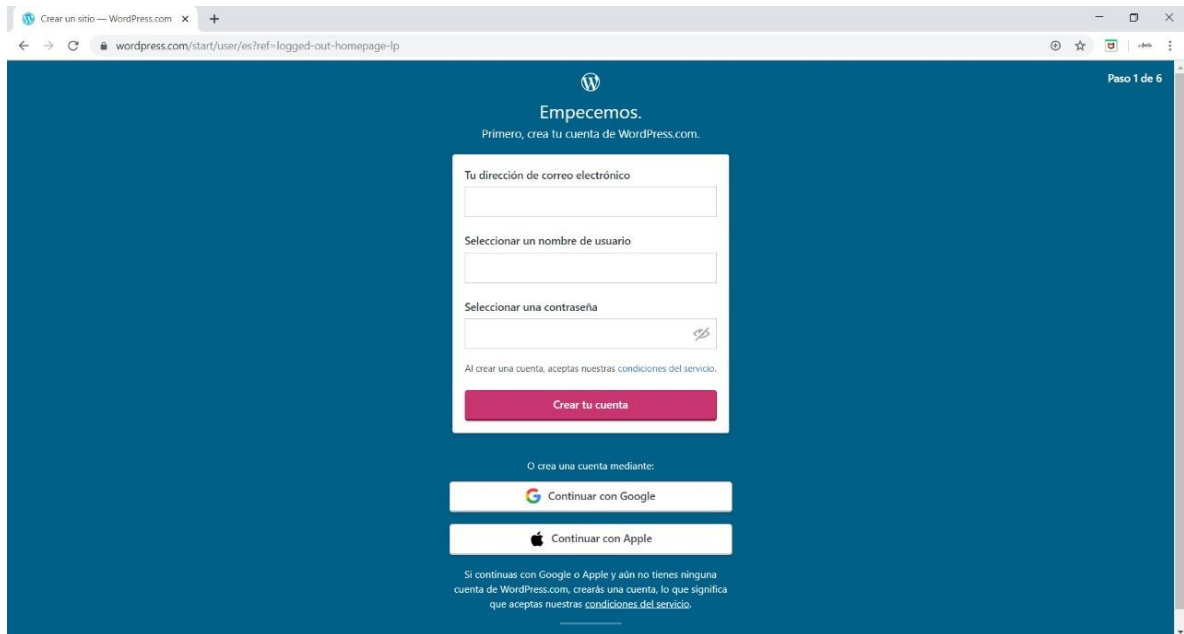 Crear un sitio — WordPress.com
wordpress.com/start/user/es?ref=logged-out-homepage-lp
Paso 1 de 6
Empecemos.
Primero, crea tu cuenta de WordPress.com.
Tu dirección de correo electrónico
Seleccionar un nombre de usuario
Seleccionar una contraseña
Al crear una cuenta, aceptas nuestras condiciones del servicio.
Crear tu cuenta
O crea una cuenta mediante:
Continuar con Google
Continuar con Apple
Si continuas con Google o Apple y aún no tienes ninguna
cuenta de WordPress.com, crearás una cuenta, lo que significa
que aceptas nuestras condiciones del servicio.